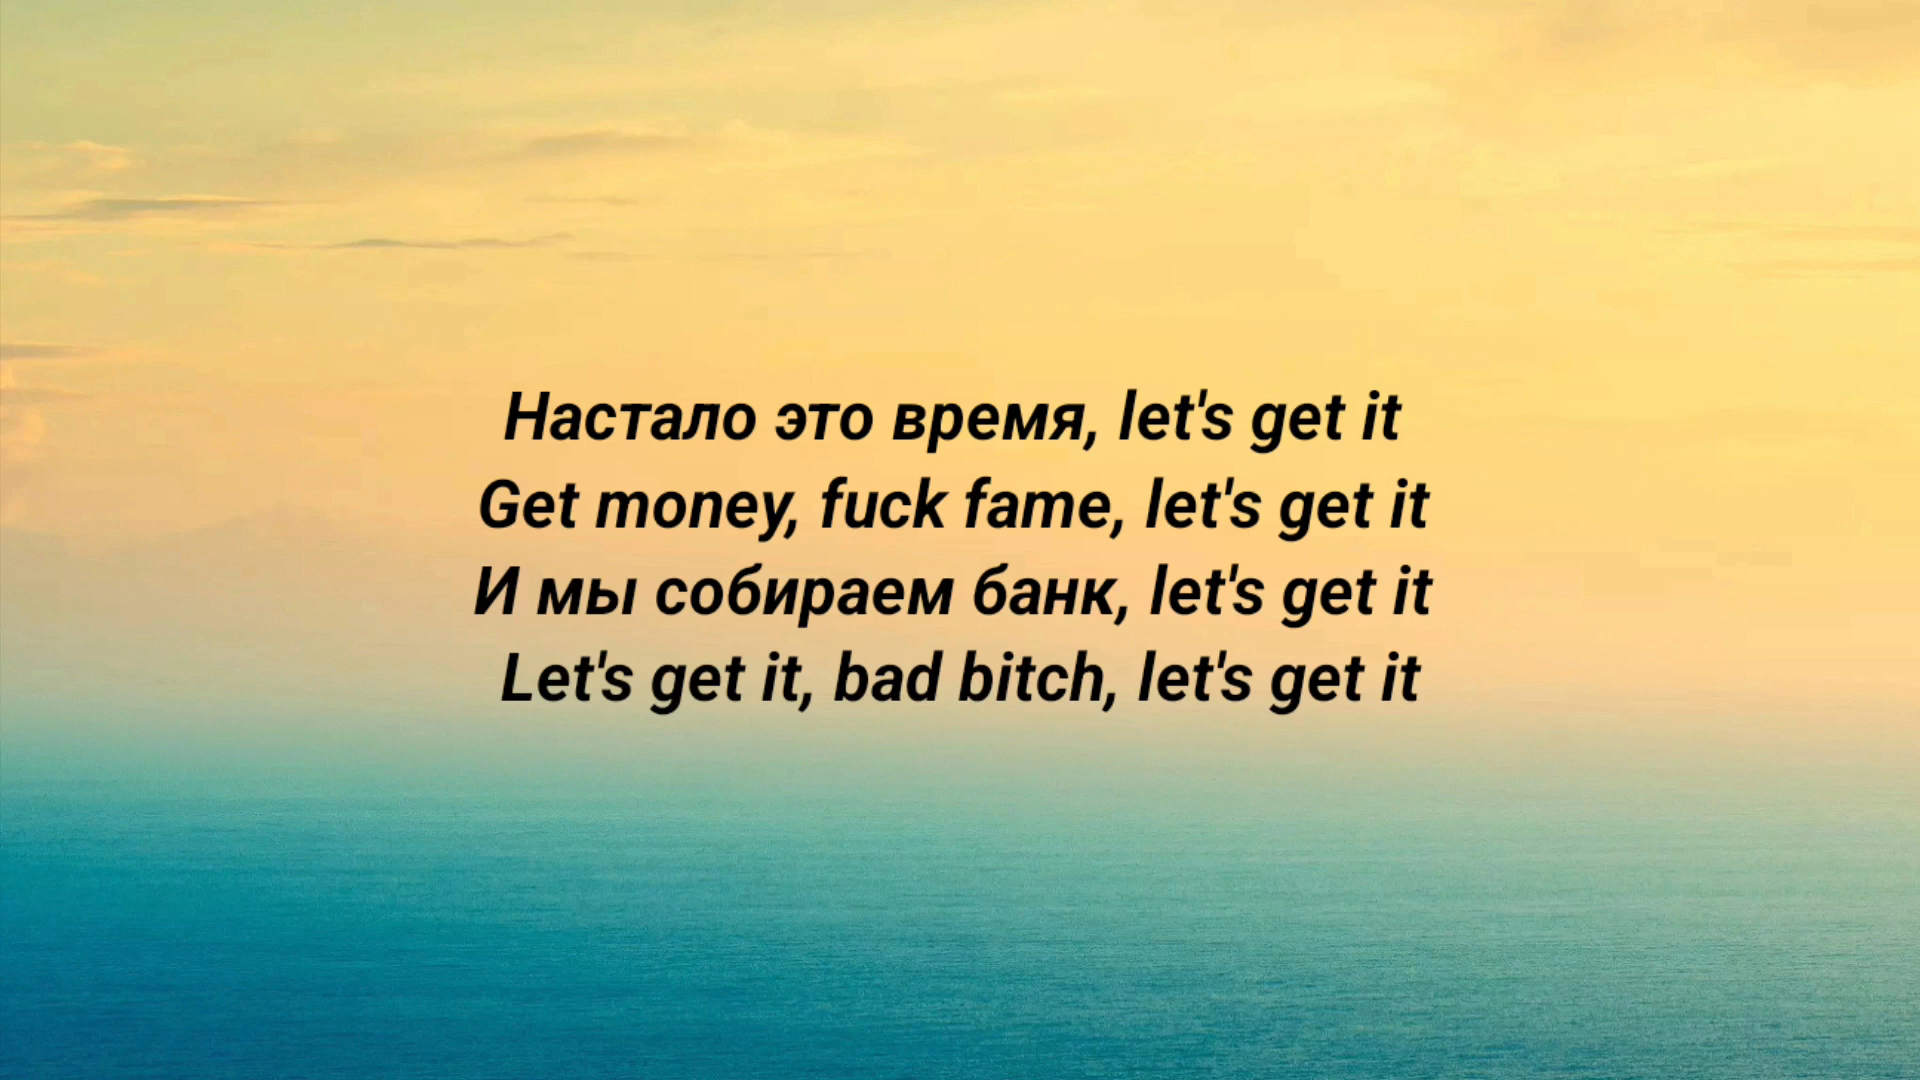 Настало это время, let's get it
Get money, fuck fame, let's get it
И мы собираем банк, let's get it
Let's get it, bad bitch, let's get it